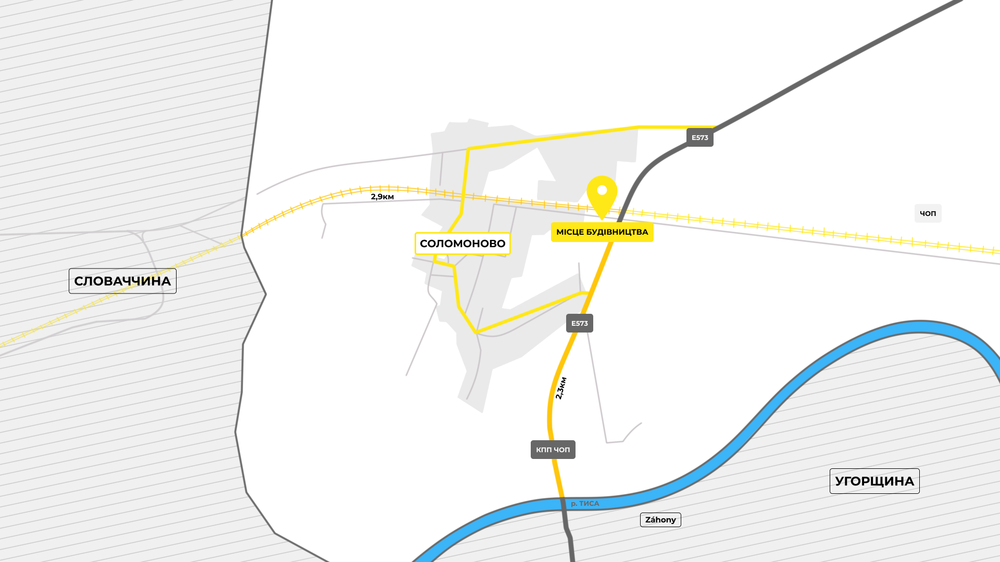 E573
2,9км
ЧОП
МІСЦЕ БУДІВНИЦТВА
СОЛОМОНОВО
СЛОВАЧЧИНА
E573
2,3км
КПП ЧОП
УГОРЩИНА
р. ТИСА
Záhony